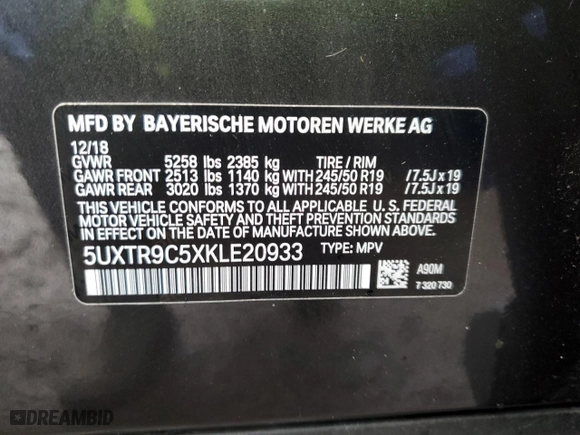 MFD BY BAYERISCHE MOTOREN WERKE AG
12/18
GVWR 5258 lbs 2385 kg TIRE / RIM
GAWR FRONT 2513 lbs 1140 kg WITH 245/50 R19 /7.5J x 19
GAWR REAR 3020 lbs 1370 kg WITH 245/50 R19 /7.5J x 19
THIS VEHICLE CONFORMS TO ALL APPLICABLE U. S. FEDERAL
MOTOR VEHICLE SAFETY AND THEFT PREVENTION STANDARDS
IN EFFECT ON THE DATE OF MANUFACTURE SHOWN ABOVE.
5UXTR9C5XKLE20933 TYPE: MPV
A90M
7 320 730
DREAMBID